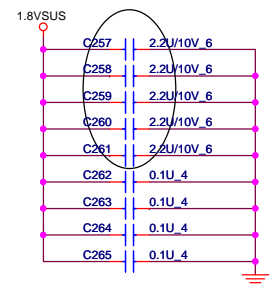 1.8VSUS
C257 2.2U/10V_6
C258 2.2U/10V_6
C259 2.2U/10V_6
C260 2.2U/10V_6
C261 2.2U/10V_6
C262 0.1U_4
C263 0.1U_4
C264 0.1U_4
C265 0.1U_4